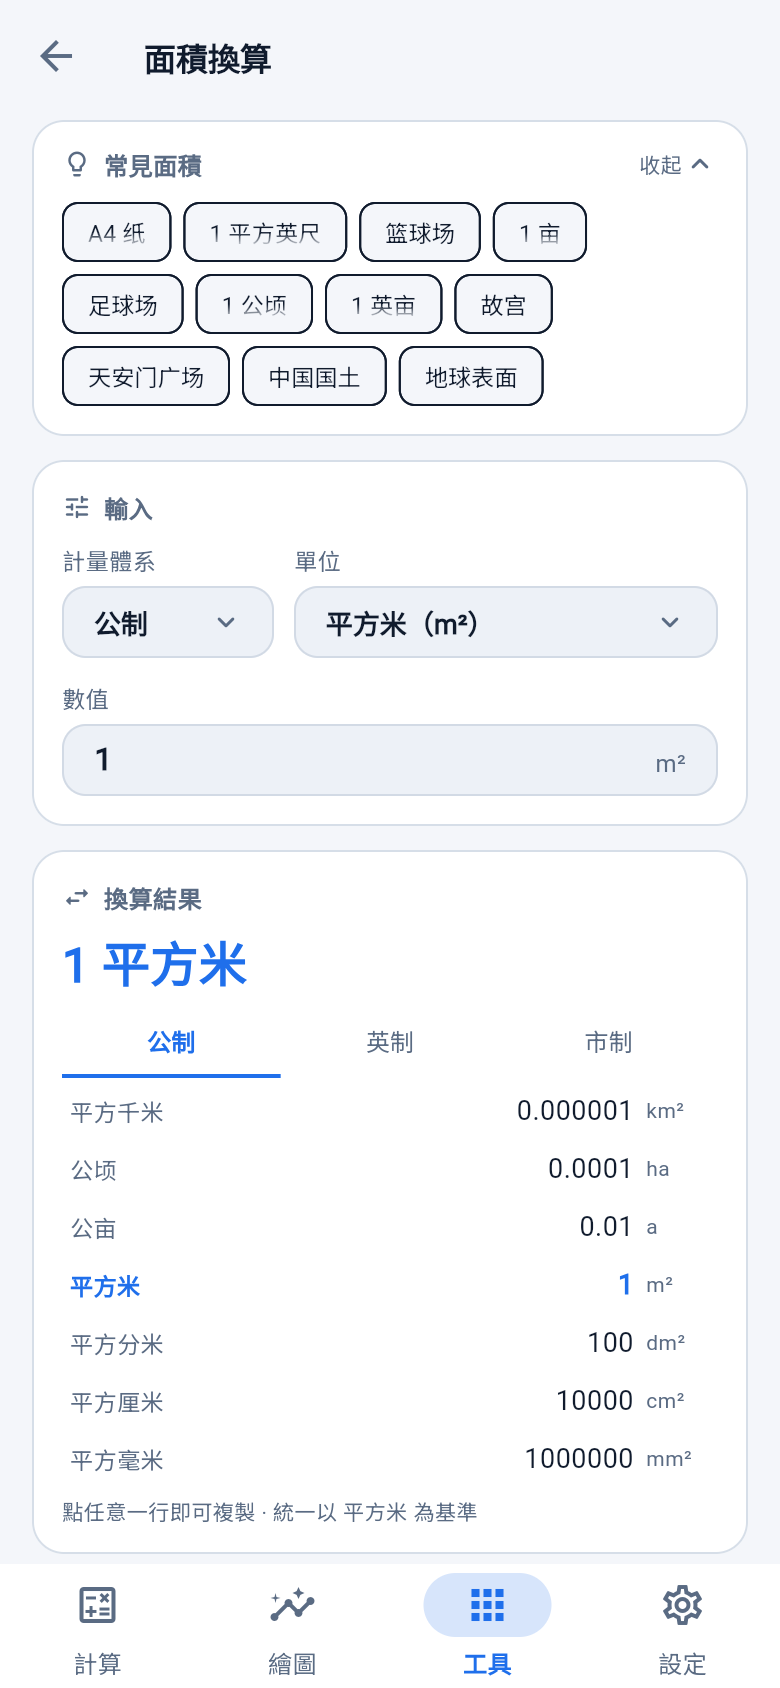 面積換算
常見面積
收起
A4 纸
1 平方英尺
篮球场
1 亩
足球场
1 公顷
1 英亩
故宫
天安门广场
中国国土
地球表面
輸入
計量體系
單位
公制
平方米（m²）
數值
1 m²
換算結果
1 平方米
公制
英制
市制
平方千米 0.000001 km²
公顷 0.0001 ha
公亩 0.01 a
平方米 1 m²
平方分米 100 dm²
平方厘米 10000 cm²
平方毫米 1000000 mm²
點任意一行即可複製 · 統一以 平方米 為基準
計算
繪圖
工具
設定